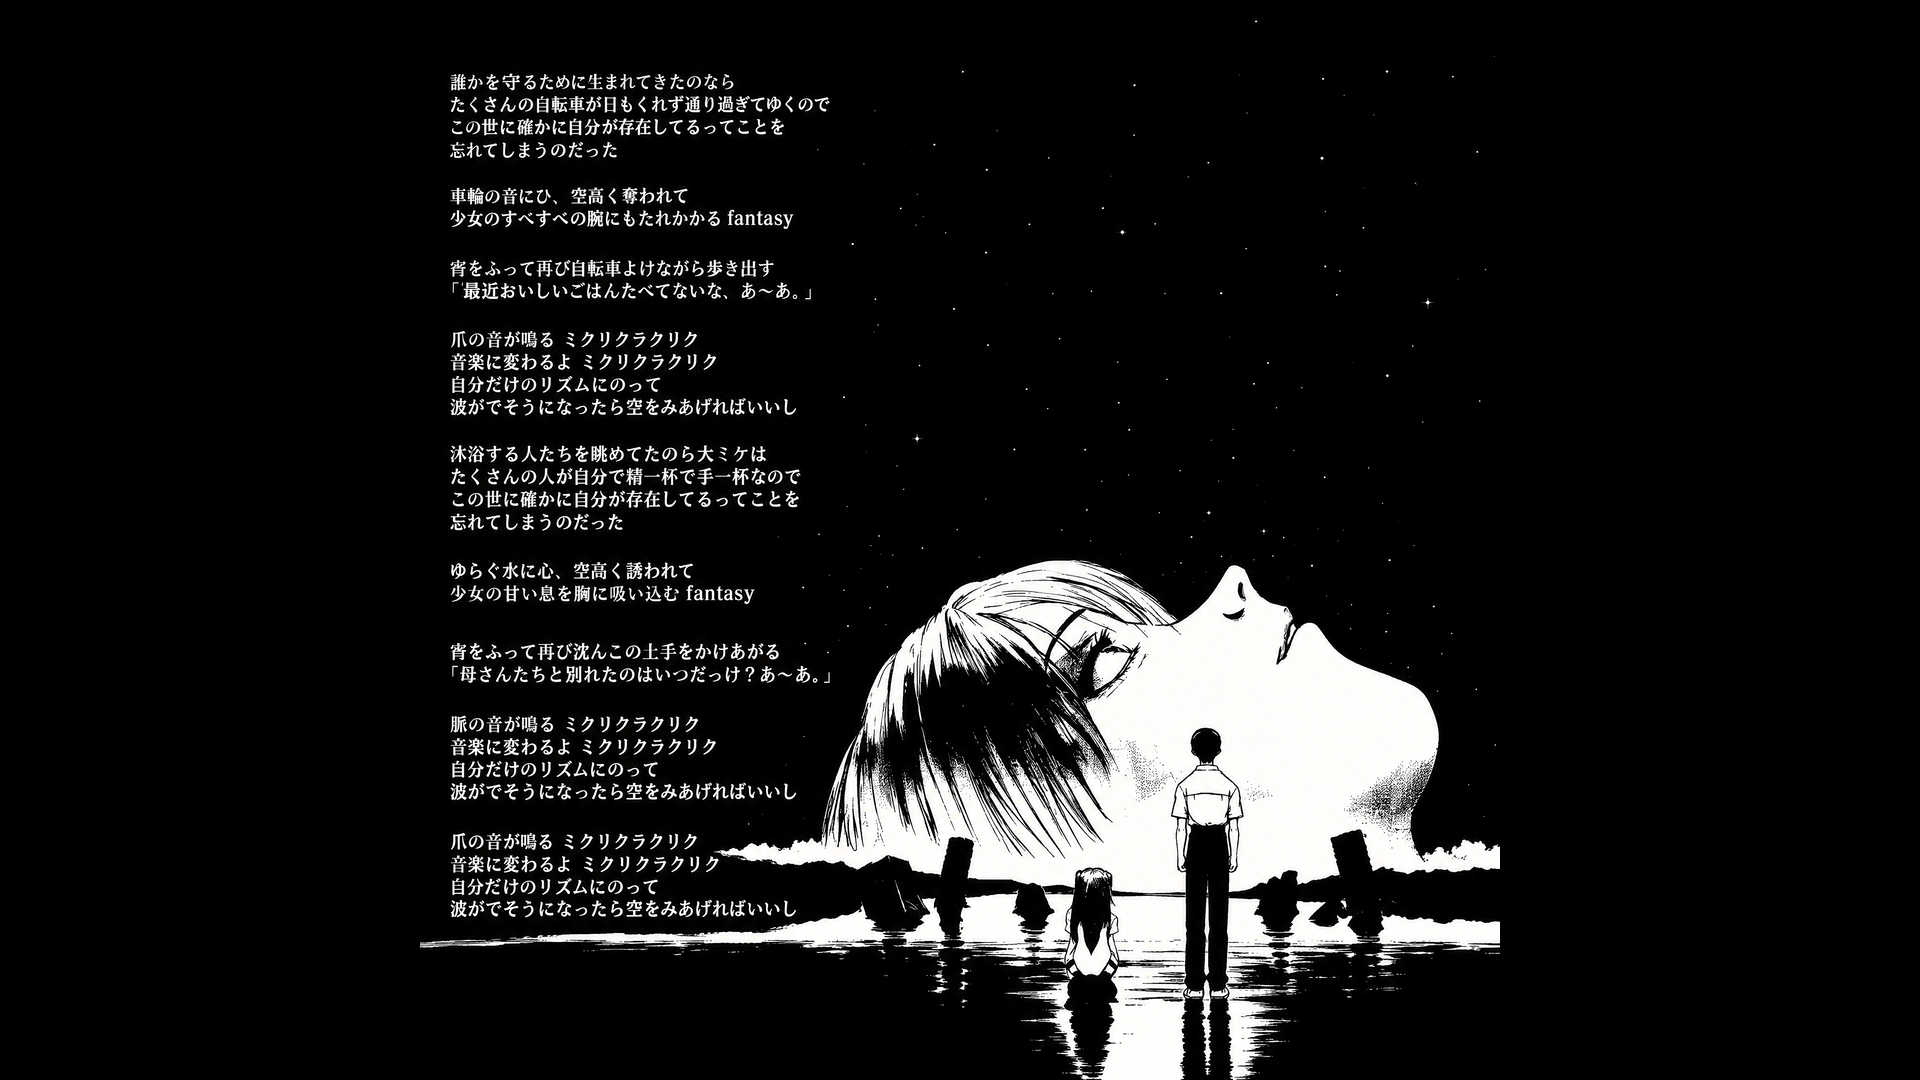 誰かを守るために生まれてきたのなら
たくさんの自転車が日もくれず通り過ぎてゆくので
この世に確かに自分が存在してるってことを
忘れてしまうのだった
車輪の音にひ、空高く奪われて
少女のすべすべの腕にもたれかかる fantasy
宵をふって再び自転車よけながら歩き出す
「最近おいしいごはんたべてないな、あ〜あ。」
爪の音が鳴る ミクリクラクリク
音楽に変わるよ ミクリクラクリク
自分だけのリズムにのって
波がでそうになったら空をみあげればいいし
沐浴する人たちを眺めてたのら大ミケは
たくさんの人が自分で精一杯で手一杯なので
この世に確かに自分が存在してるってことを
忘れてしまうのだった
ゆらぐ水に心、空高く誘われて
少女の甘い息を胸に吸い込む fantasy
宵をふって再び沈んこの土手をかけあがる
「母さんたちと別れたのはいつだっけ？あ〜あ。」
脈の音が鳴る ミクリクラクリク
音楽に変わるよ ミクリクラクリク
自分だけのリズムにのって
波がでそうになったら空をみあげればいいし
爪の音が鳴る ミクリクラクリク
音楽に変わるよ ミクリクラクリク
自分だけのリズムにのって
波がでそうになったら空をみあげればいいし